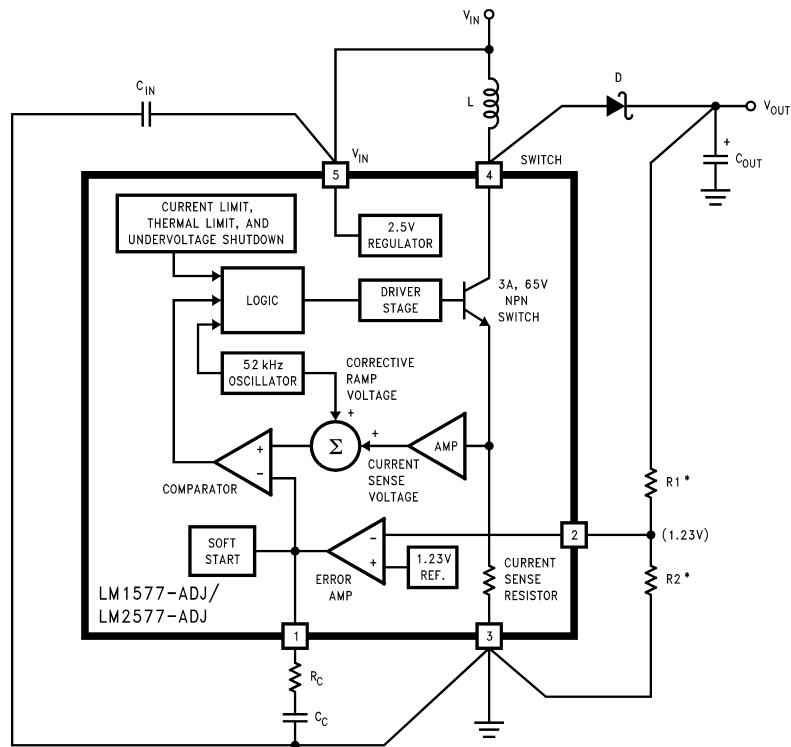 V_IN
C_IN
D
L
V_OUT
+
C_OUT
V_IN
SWITCH
5
4
CURRENT LIMIT,
THERMAL LIMIT, AND
UNDERVOLTAGE SHUTDOWN
2.5V
REGULATOR
LOGIC
DRIVER
STAGE
3A, 65V
NPN
SWITCH
52 kHz
OSCILLATOR
CORRECTIVE
RAMP
VOLTAGE
+
+
Σ
AMP
+
−
COMPARATOR
CURRENT
SENSE
VOLTAGE
R1*
2
(1.23V)
SOFT
START
−
+
1.23V
REF.
ERROR
AMP
CURRENT
SENSE
RESISTOR
R2*
LM1577-ADJ/
LM2577-ADJ
1
3
R_C
C_C